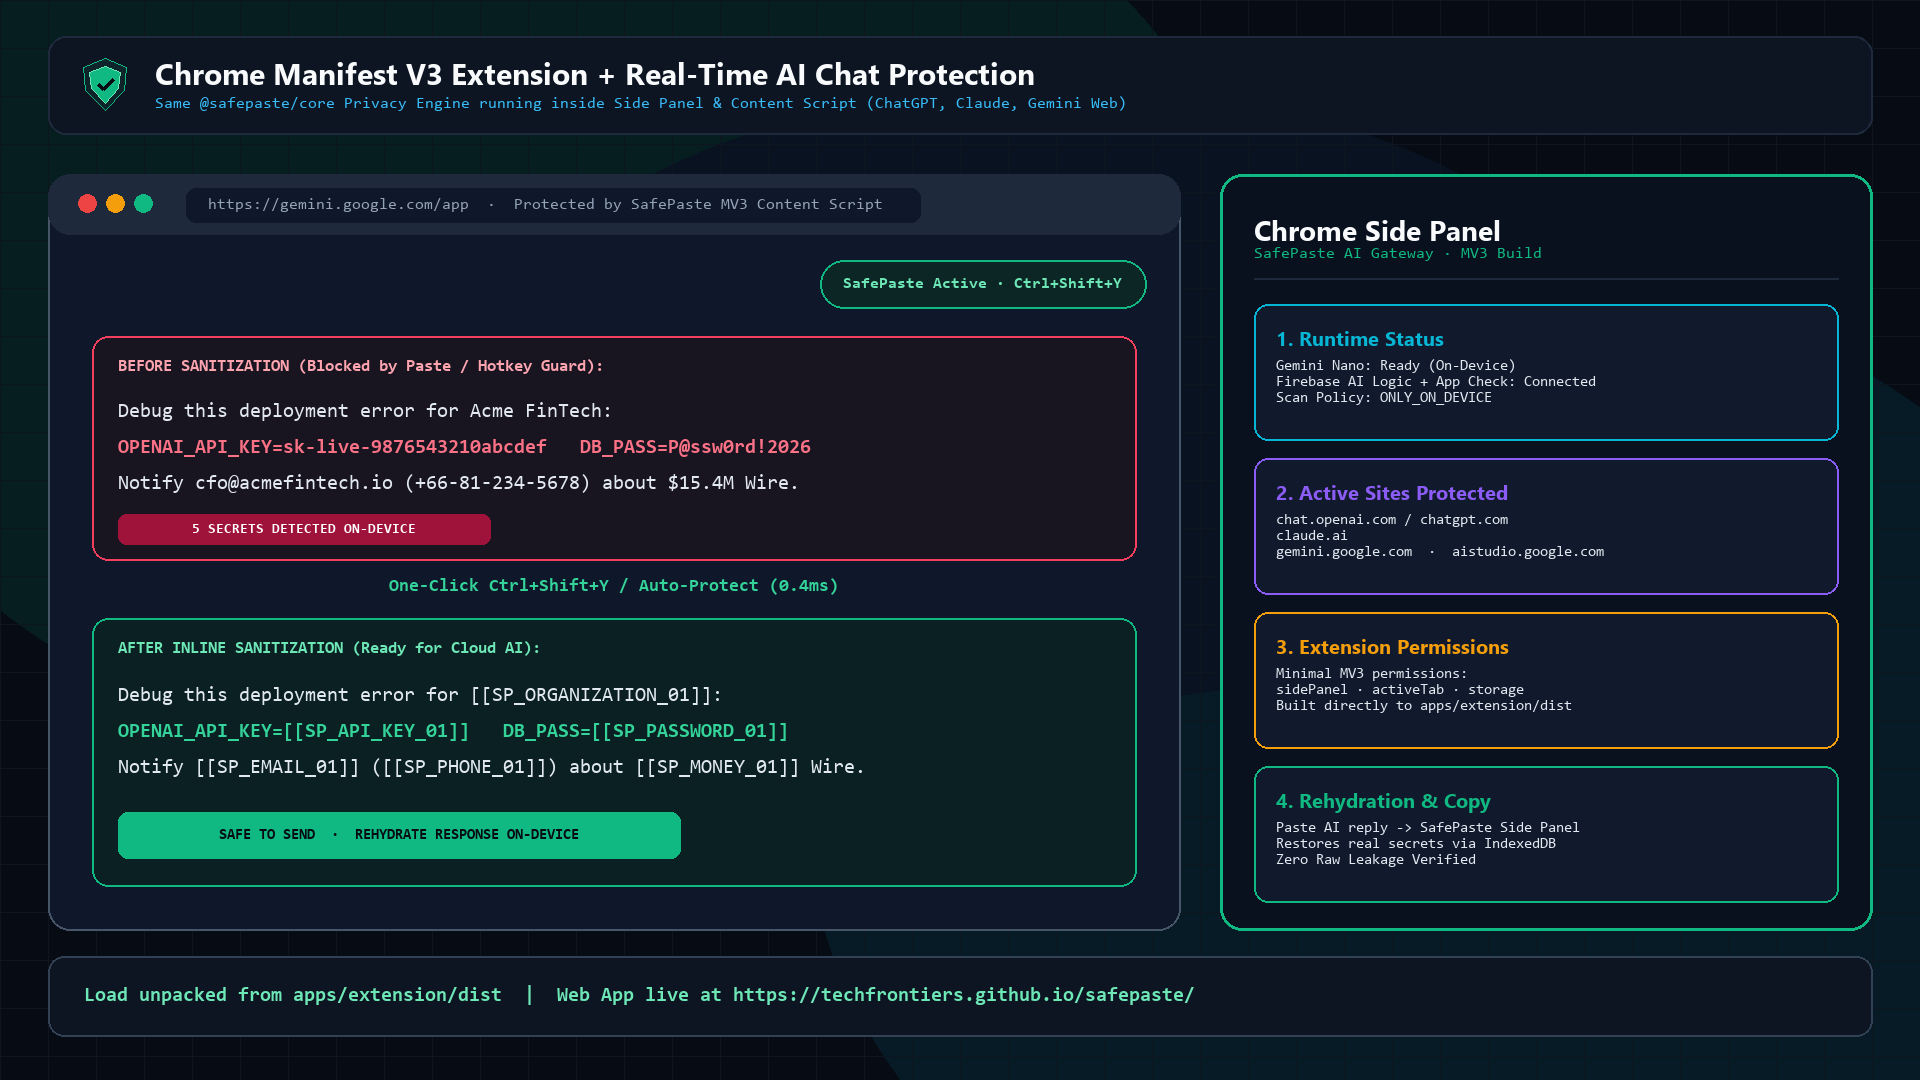 Chrome Manifest V3 Extension + Real-Time AI Chat Protection
Same @safepaste/core Privacy Engine running inside Side Panel & Content Script (ChatGPT, Claude, Gemini Web)
https://gemini.google.com/app · Protected by SafePaste MV3 Content Script
SafePaste Active · Ctrl+Shift+Y
BEFORE SANITIZATION (Blocked by Paste / Hotkey Guard):
Debug this deployment error for Acme FinTech:
OPENAI_API_KEY=sk-live-9876543210abcdef DB_PASS=P@ssw0rd!2026
Notify cfo@acmefintech.io (+66-81-234-5678) about $15.4M Wire.
5 SECRETS DETECTED ON-DEVICE
One-Click Ctrl+Shift+Y / Auto-Protect (0.4ms)
AFTER INLINE SANITIZATION (Ready for Cloud AI):
Debug this deployment error for [[SP_ORGANIZATION_01]]:
OPENAI_API_KEY=[[SP_API_KEY_01]] DB_PASS=[[SP_PASSWORD_01]]
Notify [[SP_EMAIL_01]] ([[SP_PHONE_01]]) about [[SP_MONEY_01]] Wire.
SAFE TO SEND · REHYDRATE RESPONSE ON-DEVICE
Chrome Side Panel
SafePaste AI Gateway · MV3 Build
1. Runtime Status
Gemini Nano: Ready (On-Device)
Firebase AI Logic + App Check: Connected
Scan Policy: ONLY_ON_DEVICE
2. Active Sites Protected
chat.openai.com / chatgpt.com
claude.ai
gemini.google.com · aistudio.google.com
3. Extension Permissions
Minimal MV3 permissions:
sidePanel · activeTab · storage
Built directly to apps/extension/dist
4. Rehydration & Copy
Paste AI reply -> SafePaste Side Panel
Restores real secrets via IndexedDB
Zero Raw Leakage Verified
Load unpacked from apps/extension/dist | Web App live at https://techfrontiers.github.io/safepaste/